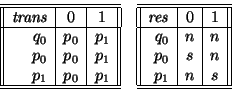 trans 0 1 res 0 1
q₀ p₀ p₁ q₀ n n
p₀ p₀ p₁ p₀ s n
p₁ p₀ p₁ p₁ n s